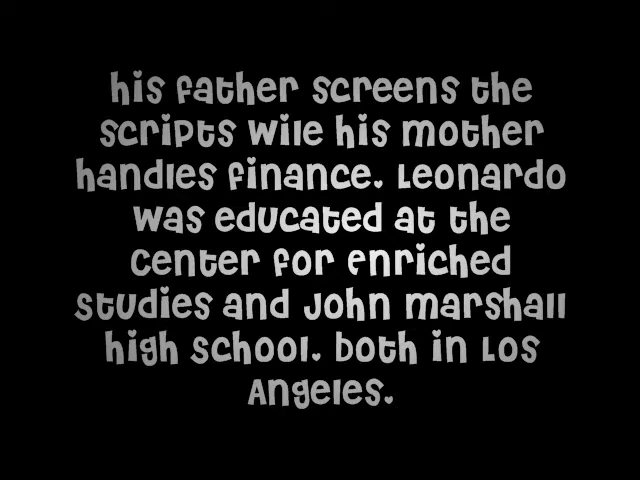 his father screens the
scripts wile his mother
handles finance. Leonardo
was educated at the
center for Enriched
studies and John marshall
high school. both in Los
Angeles.